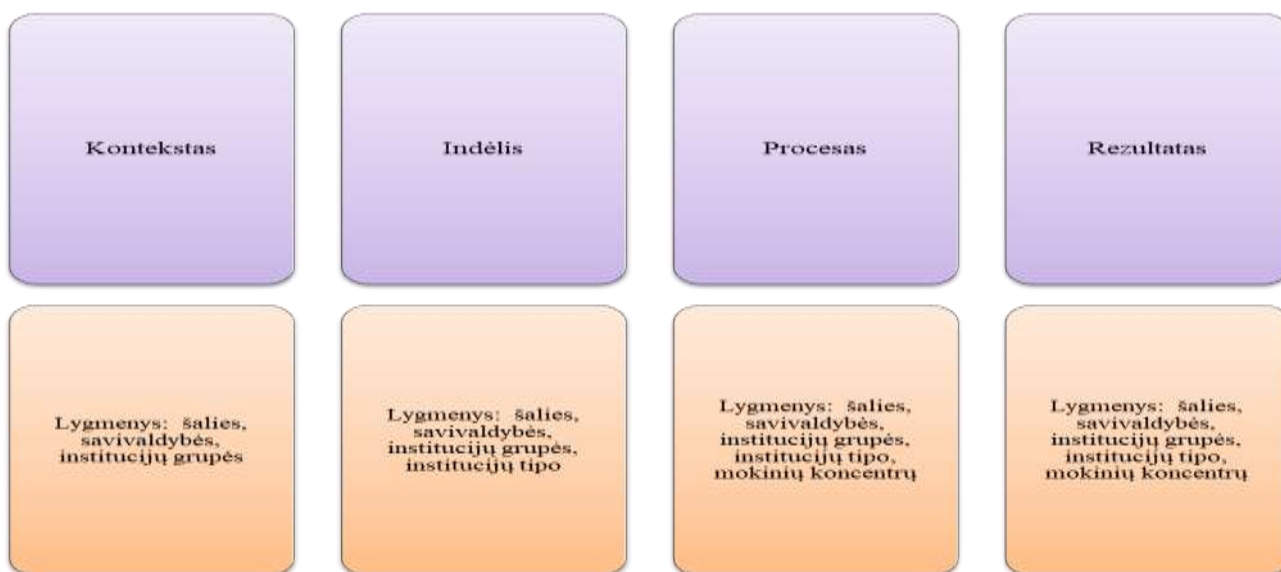 Kontekstas
Indėlis
Procesas
Rezultatas
Lygmenys: šalies,
savivaldybės,
institucijų grupės
Lygmenys: šalies,
savivaldybės,
institucijų grupės,
institucijų tipo
Lygmenys: šalies,
savivaldybės,
institucijų grupės,
institucijų tipo,
mokinių koncentrų
Lygmenys: šalies,
savivaldybės,
institucijų grupės,
institucijų tipo,
mokinių koncentrų